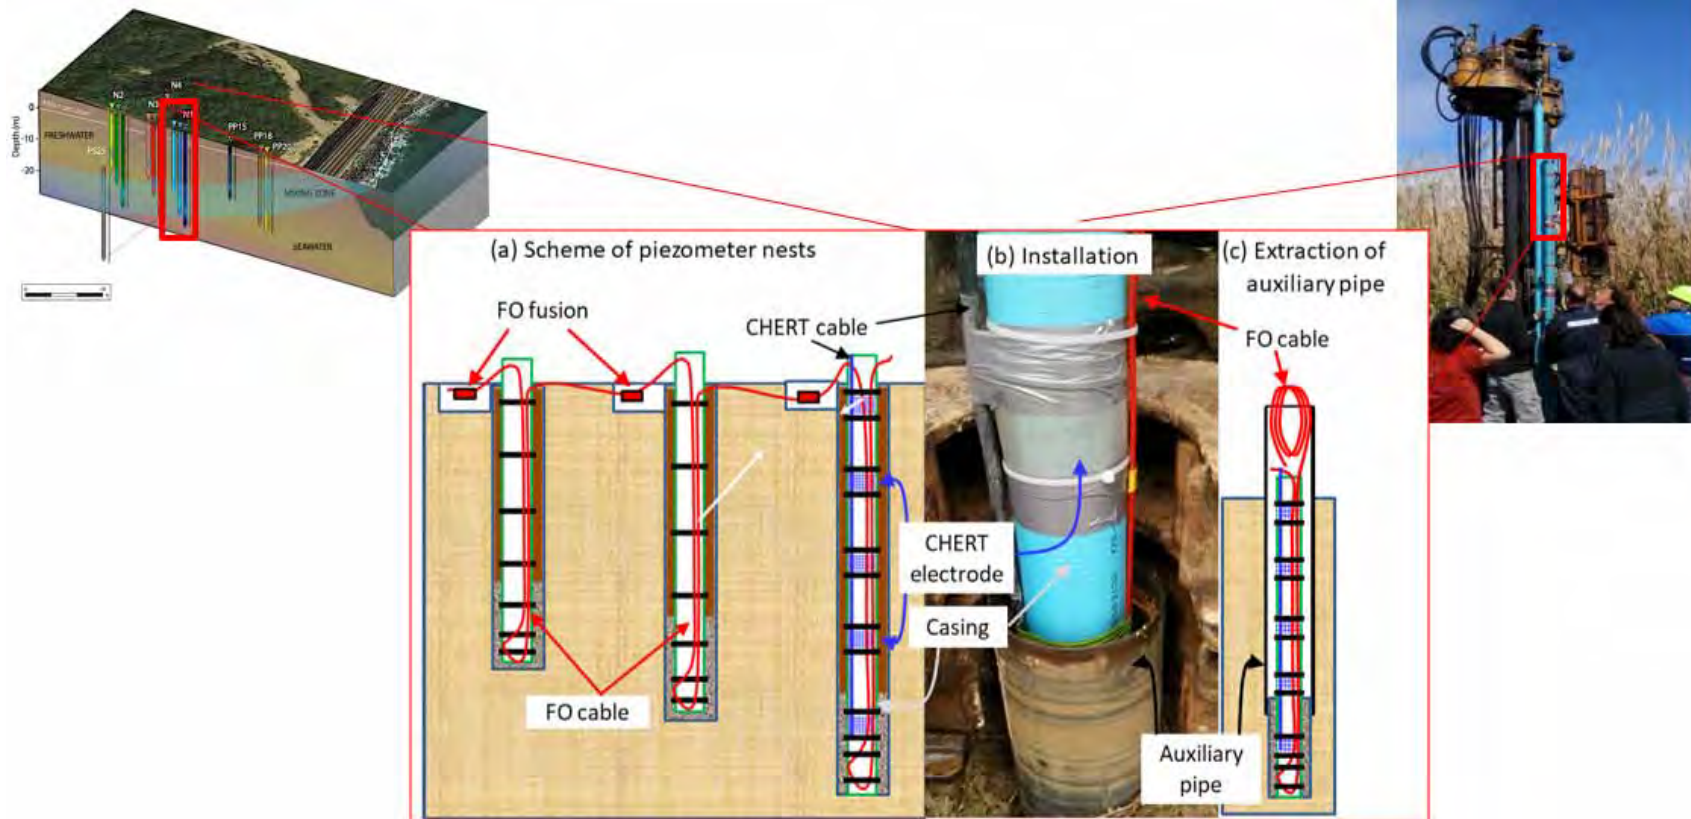 N4
N2
N3
PP15
PP18
PP20
0
-10
-20
Depth (m)
FRESHWATER
PS25
MIXING ZONE
SEAWATER
(a) Scheme of piezometer nests
(b) Installation
(c) Extraction of
auxiliary pipe
FO fusion
CHERT cable
FO
cable
CHERT
electrode
Casing
FO cable
Auxiliary
pipe